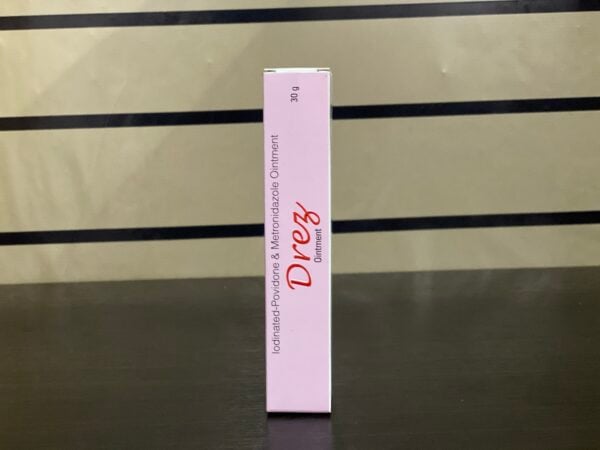 Iodinated-Povidone & Metronidazole Ointment
Drez
Ointment
30 g